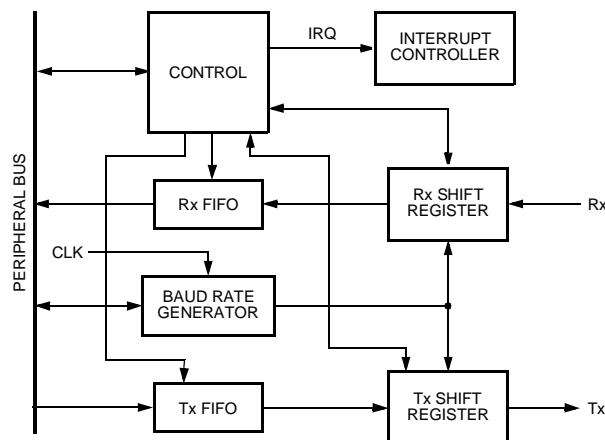 IRQ
INTERRUPT
CONTROLLER
CONTROL
PERIPHERAL BUS
Rx FIFO
Rx SHIFT
REGISTER
Rx
CLK
BAUD RATE
GENERATOR
Tx FIFO
Tx SHIFT
REGISTER
Tx